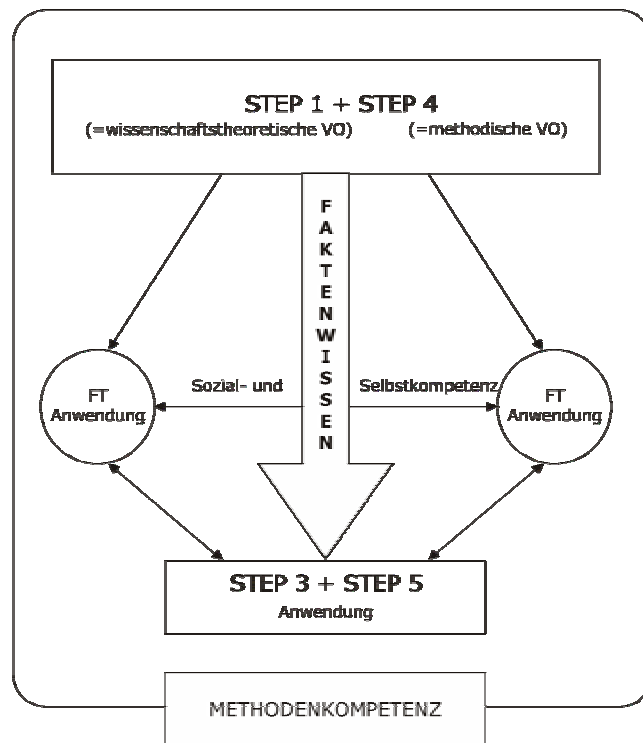 STEP 1 + STEP 4
(=wissenschaftstheoretische VO) (=methodische VO)
FAKTENWISSEN
Sozial- und Selbstkompetenz
FT
Anwendung
FT
Anwendung
STEP 3 + STEP 5
Anwendung
METHODENKOMPETENZ